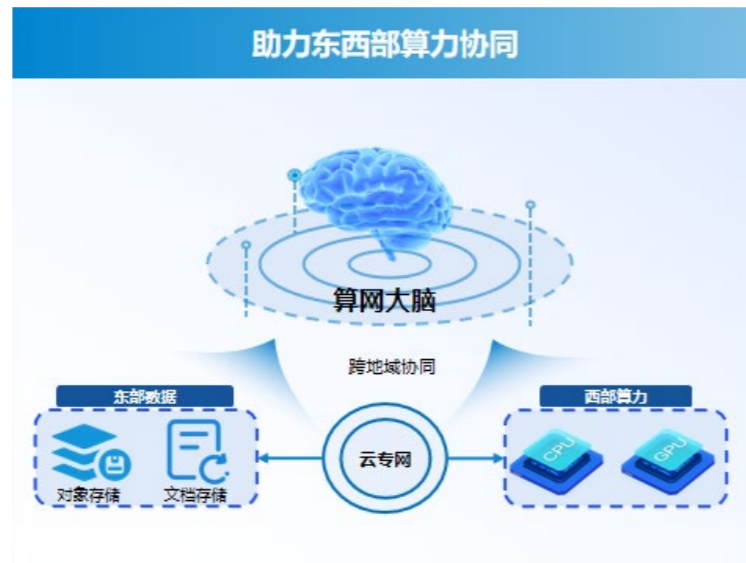 助力东西部算力协同
算网大脑
跨地域协同
东部数据
西部算力
云专网
CPU
GPU
对象存储
文档存储